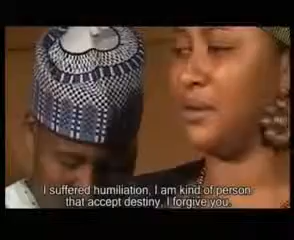 I suffered humiliation, I am kind of person
that accept destiny. I forgive you.